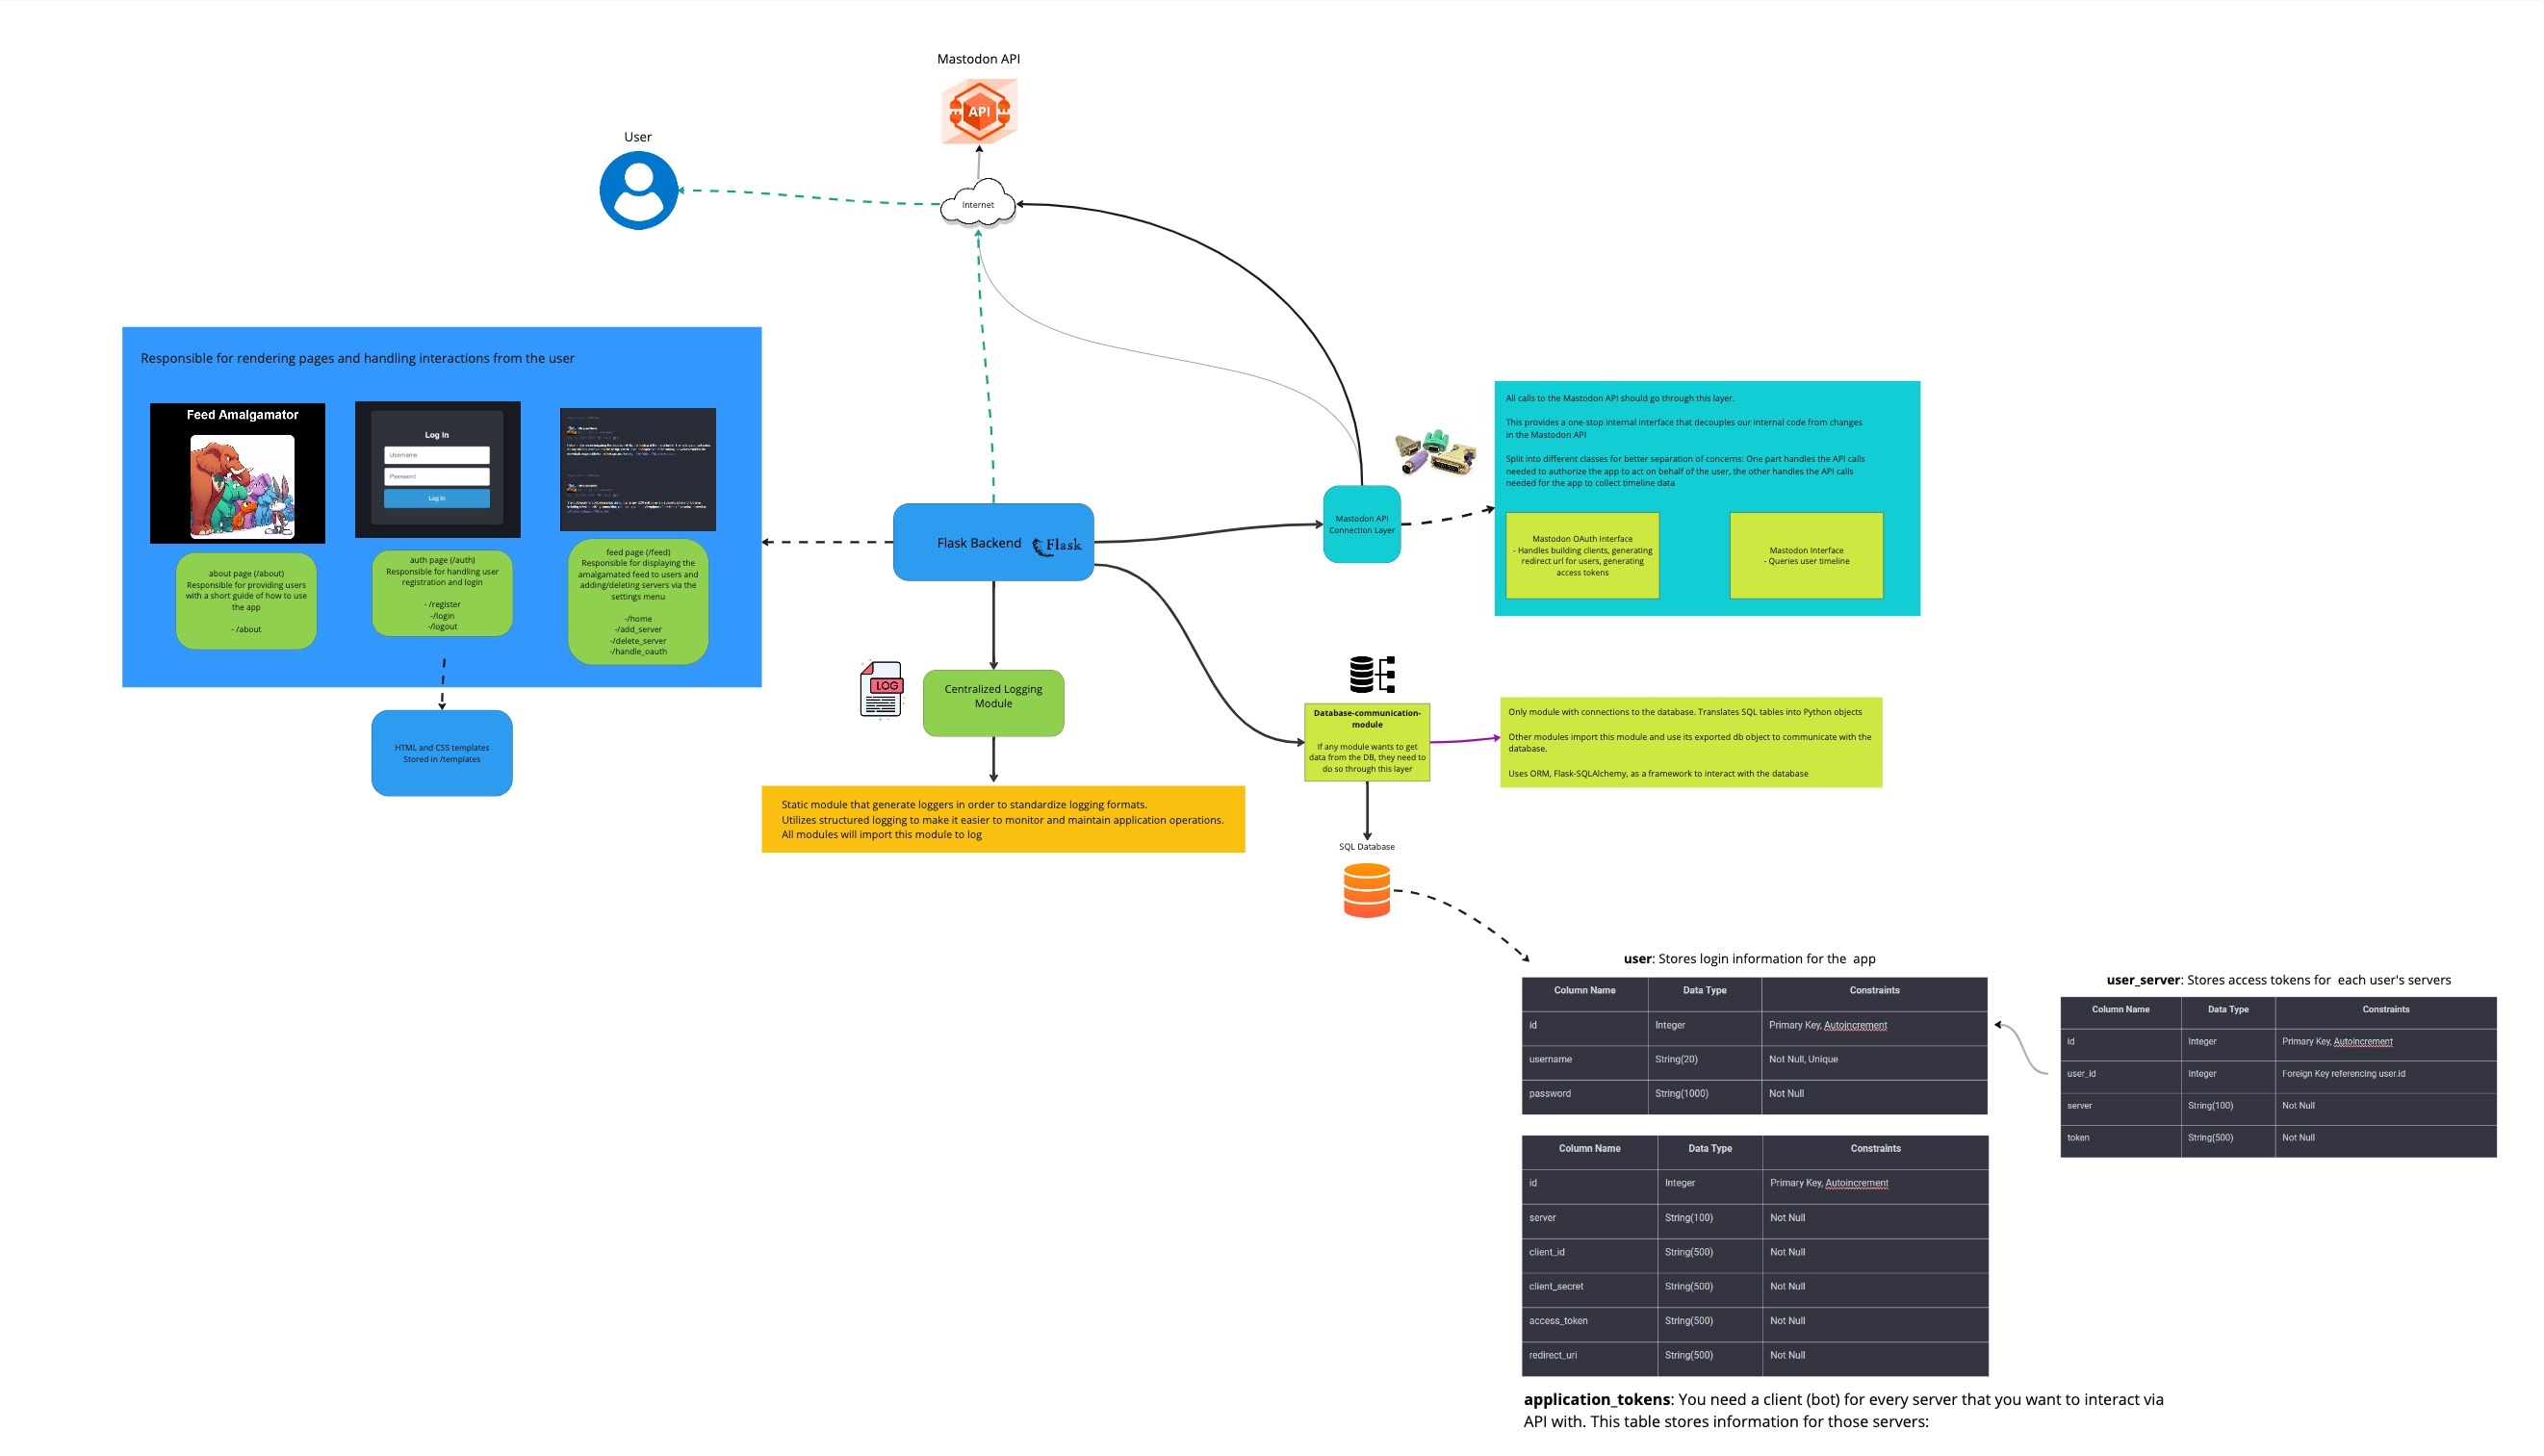 Mastodon API
API
User
Internet
Responsible for rendering pages and handling interactions from the user
Feed Amalgamator
Log In
Username
Password
Log In
about page (/about)
Responsible for providing users
with a short guide of how to use
the app
- /about
auth page (/auth)
Responsible for handling user
registration and login
- /register
-/login
-/logout
feed page (/feed)
Responsible for displaying the
amalgamated feed to users and
adding/deleting servers via the
settings menu
-/home
-/add_server
-/delete_server
-/handle_oauth
HTML and CSS templates
Stored in /templates
Flask Backend
Flask
Mastodon API
Connection Layer
All calls to the Mastodon API should go through this layer.
This provides a one-stop internal interface that decouples our internal code from changes
in the Mastodon API
Split into different classes for better separation of concerns: One part handles the API calls
needed to authorize the app to act on behalf of the user, the other handles the API calls
needed for the app to collect timeline data
Mastodon OAuth Interface
- Handles building clients, generating
redirect url for users, generating
access tokens
Mastodon Interface
- Queries user timeline
LOG
Centralized Logging
Module
Static module that generate loggers in order to standardize logging formats.
Utilizes structured logging to make it easier to monitor and maintain application operations.
All modules will import this module to log
Database-communication-
module
If any module wants to get
data from the DB, they need to
do so through this layer
Only module with connections to the database. Translates SQL tables into Python objects
Other modules import this module and use its exported db object to communicate with the
database.
Uses ORM, Flask-SQLAlchemy, as a framework to interact with the database
SQL Database
user: Stores login information for the app
Column Name Data Type Constraints
id Integer Primary Key, Autoincrement
username String(20) Not Null, Unique
password String(1000) Not Null
user_server: Stores access tokens for each user's servers
Column Name Data Type Constraints
id Integer Primary Key, Autoincrement
user_id Integer Foreign Key referencing user.id
server String(100) Not Null
token String(500) Not Null
Column Name Data Type Constraints
id Integer Primary Key, Autoincrement
server String(100) Not Null
client_id String(500) Not Null
client_secret String(500) Not Null
access_token String(500) Not Null
redirect_uri String(500) Not Null
application_tokens: You need a client (bot) for every server that you want to interact via
API with. This table stores information for those servers: